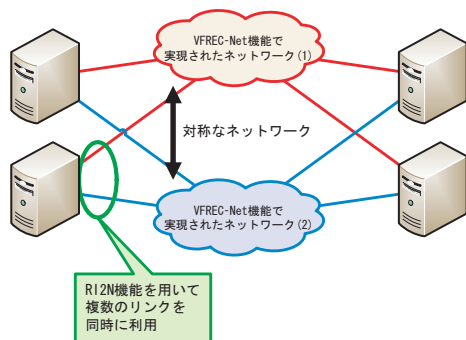 VFREC-Net機能で
実現されたネットワーク(1)
対称なネットワーク
VFREC-Net機能で
実現されたネットワーク(2)
RI2N機能を用いて
複数のリンクを
同時に利用